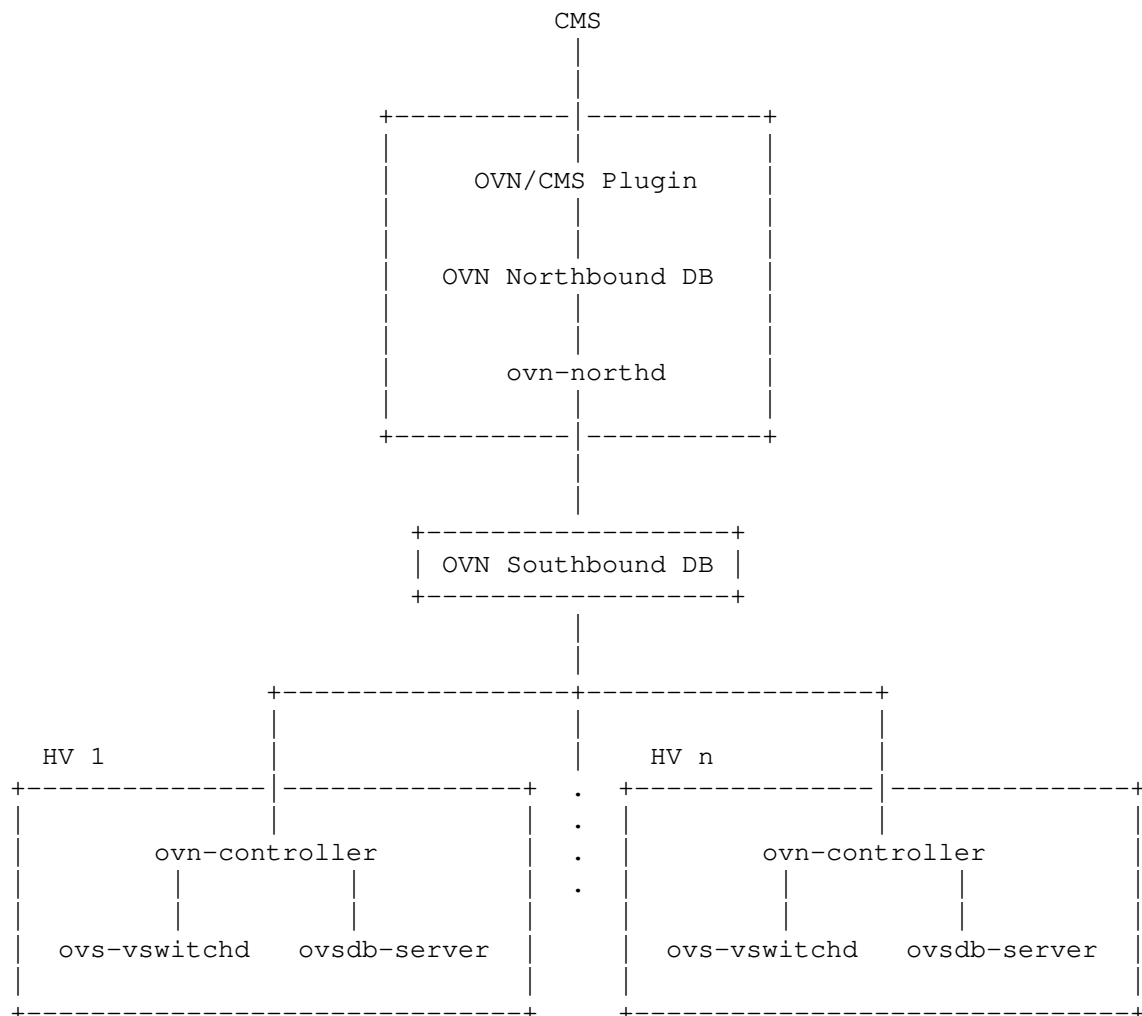 CMS
OVN/CMS Plugin
OVN Northbound DB
ovn-northd
OVN Southbound DB
HV 1 HV n
ovn-controller ovn-controller
ovs-vswitchd ovsdb-server ovs-vswitchd ovsdb-server